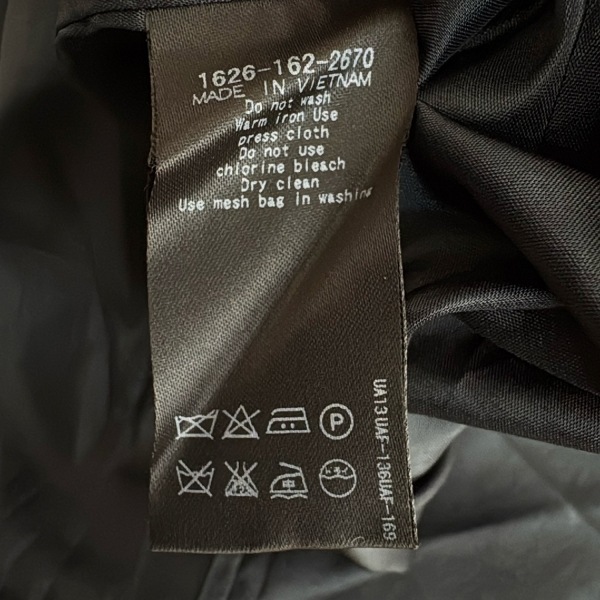 1626-162-2670
MADE IN VIETNAM
Do not wash
Warm iron Use
press cloth
Do not use
chlorine bleach
Dry clean
Use mesh bag in washing
P
UA13UAF-136UAF-169